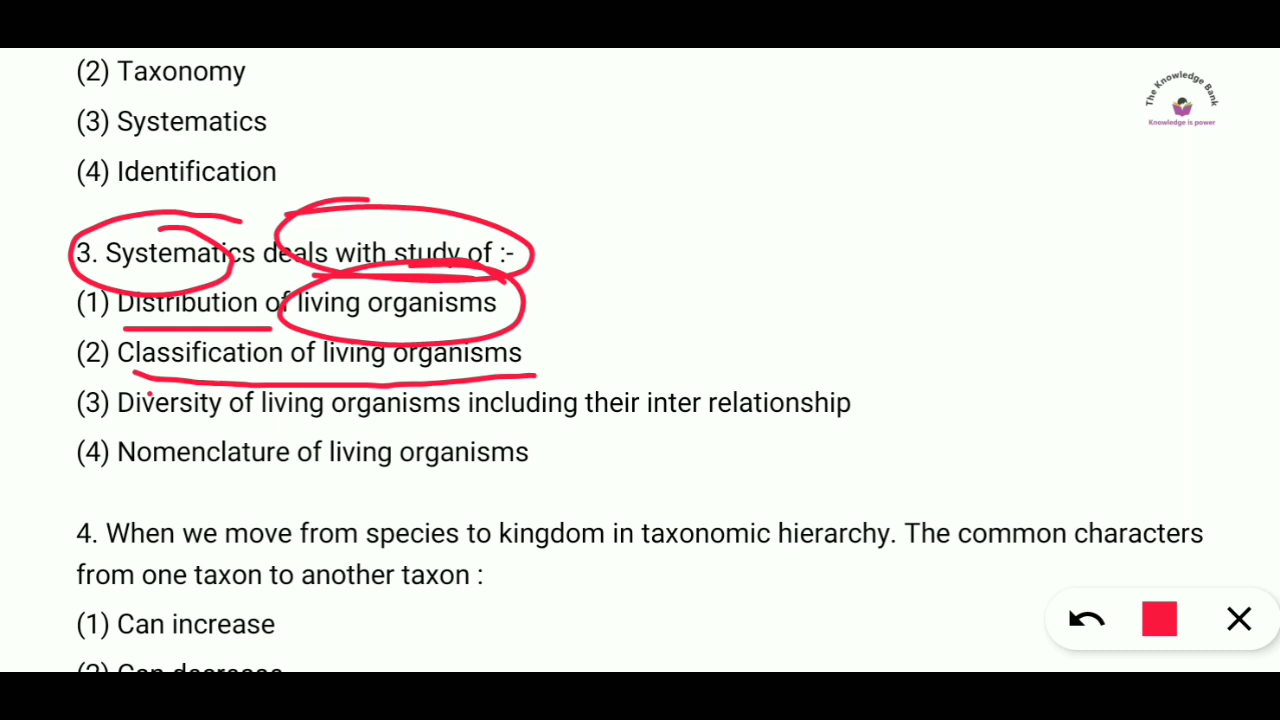 (2) Taxonomy
The Knowledge Bank
Knowledge is power
(3) Systematics
(4) Identification
3. Systematics deals with study of :-
(1) Distribution of living organisms
(2) Classification of living organisms
(3) Diversity of living organisms including their inter relationship
(4) Nomenclature of living organisms
4. When we move from species to kingdom in taxonomic hierarchy. The common characters
from one taxon to another taxon :
(1) Can increase
(2) Can decrease